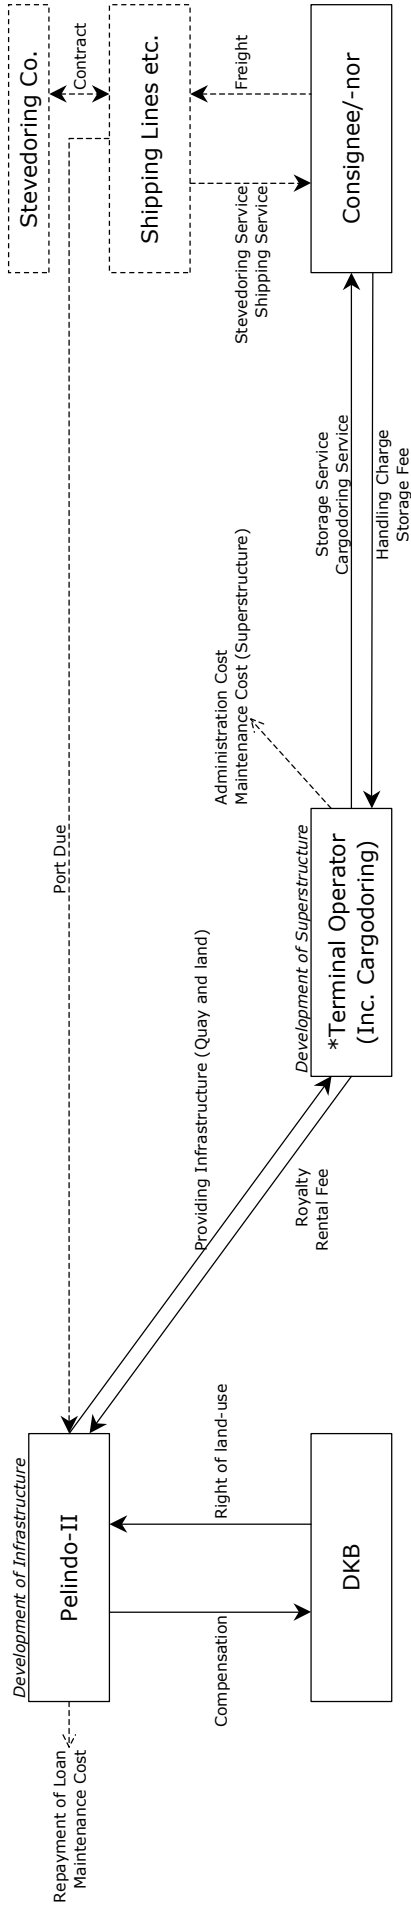 Repayment of Loan
Maintenance Cost
Development of Infrastructure
Pelindo-II
Compensation
Right of land-use
DKB
Port Due
Providing Infrastructure (Quay and land)
Royalty
Rental Fee
Development of Superstructure
*Terminal Operator
(Inc. Cargodoring)
Administration Cost
Maintenance Cost (Superstructure)
Storage Service
Cargodoring Service
Handling Charge
Storage Fee
Stevedoring Co.
Contract
Shipping Lines etc.
Freight
Stevedoring Service
Shipping Service
Consignee/-nor